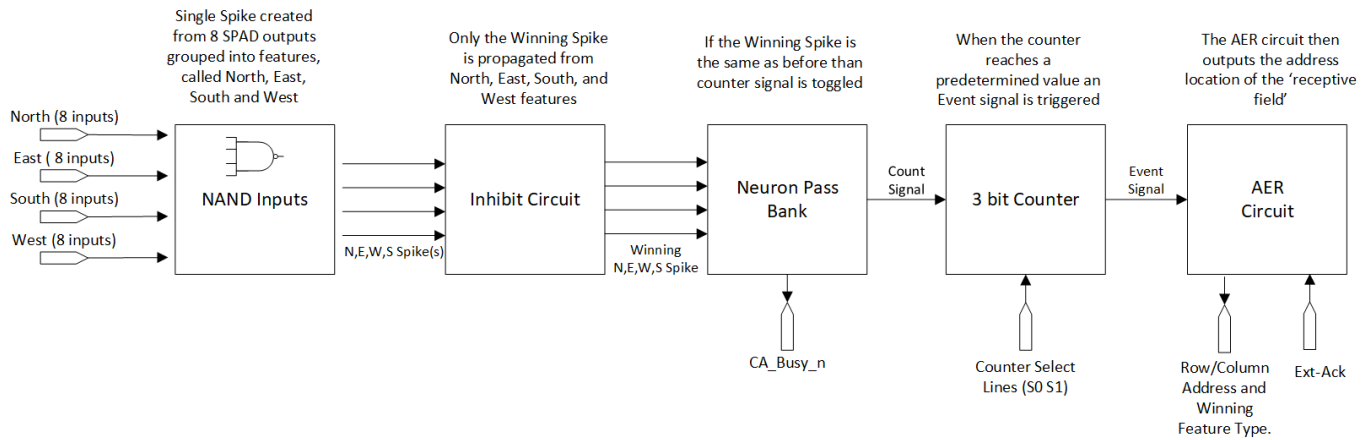 Single Spike created
from 8 SPAD outputs
grouped into features,
called North, East,
South and West
Only the Winning Spike
is propagated from
North, East, South, and
West features
If the Winning Spike is
the same as before than
counter signal is toggled
When the counter
reaches a
predetermined value an
Event signal is triggered
The AER circuit then
outputs the address
location of the ‘receptive
field’
North (8 inputs)
East ( 8 inputs)
South (8 inputs)
West (8 inputs)
NAND Inputs
N,E,W,S Spike(s)
Inhibit Circuit
Winning
N,E,W,S Spike
Neuron Pass
Bank
Count
Signal
3 bit Counter
Event
Signal
AER
Circuit
CA_Busy_n
Counter Select
Lines (S0 S1)
Row/Column
Address and
Winning
Feature Type.
Ext-Ack